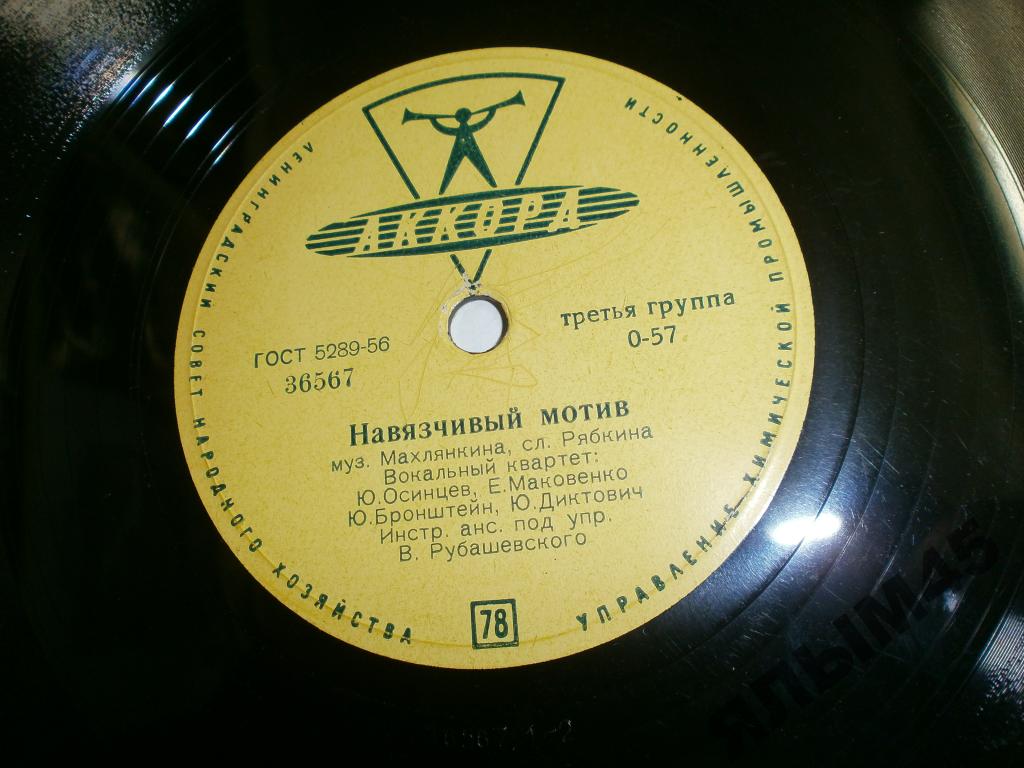 АККОРД
ЛЕНИНГРАДСКИЙ СОВЕТ НАРОДНОГО ХОЗЯЙСТВА
УПРАВЛЕНИЕ ХИМИЧЕСКОЙ ПРОМЫШЛЕННОСТИ
ГОСТ 5289-56
36567
третья группа
0-57
Навязчивый мотив
муз. Махлянкина, сл. Рябкина
Вокальный квартет:
Ю.Осинцев, Е.Маковенко
Ю.Бронштейн, Ю.Диктович
Инстр. анс. под упр.
В. Рубашевского
78
ЯЛЫМ45